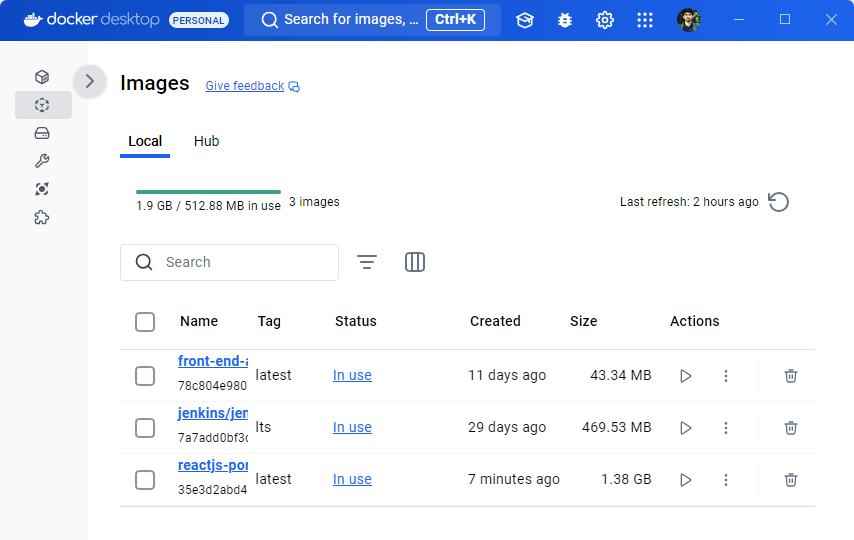 docker desktop PERSONAL Search for images, ... Ctrl+K
Images Give feedback
Local Hub
1.9 GB / 512.88 MB in use 3 images Last refresh: 2 hours ago
Search
Name Tag Status Created Size Actions
front-end-a latest In use 11 days ago 43.34 MB
78c804e980
jenkins/jen lts In use 29 days ago 469.53 MB
7a7add0bf3c
reactjs-por latest In use 7 minutes ago 1.38 GB
35e3d2abd4